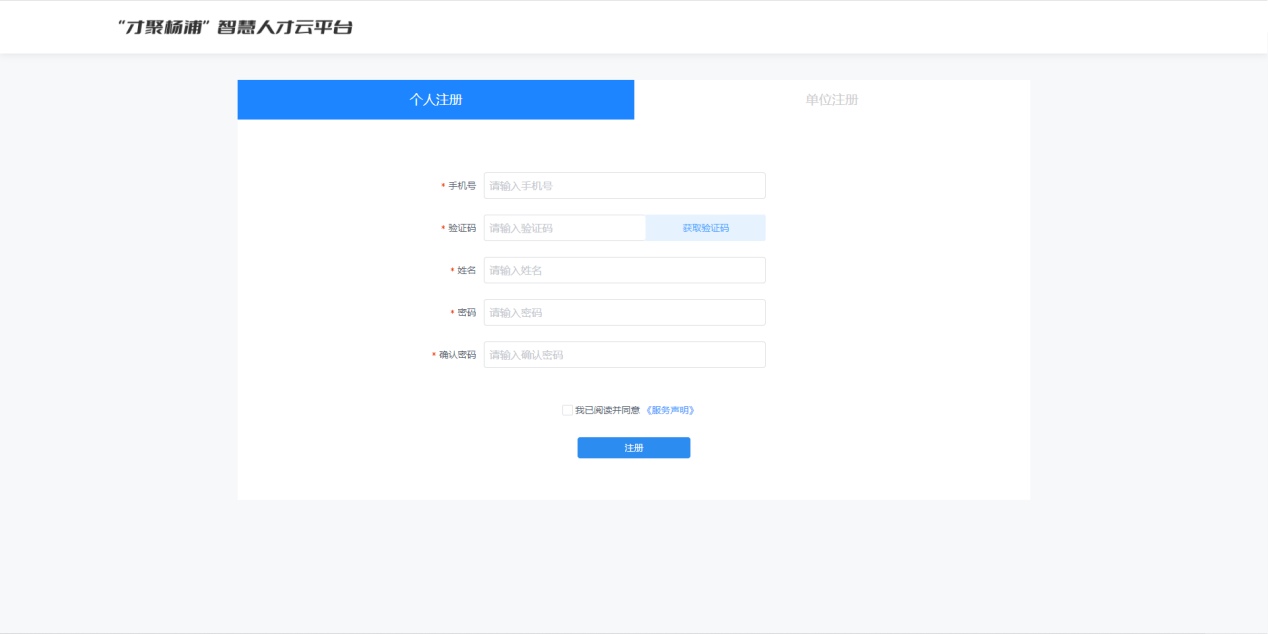 “才聚杨浦”智慧人才云平台
个人注册 单位注册
* 手机号 请输入手机号
* 验证码 请输入验证码 获取验证码
* 姓名 请输入姓名
* 密码 请输入密码
* 确认密码 请输入确认密码
我已阅读并同意 《服务声明》
注册